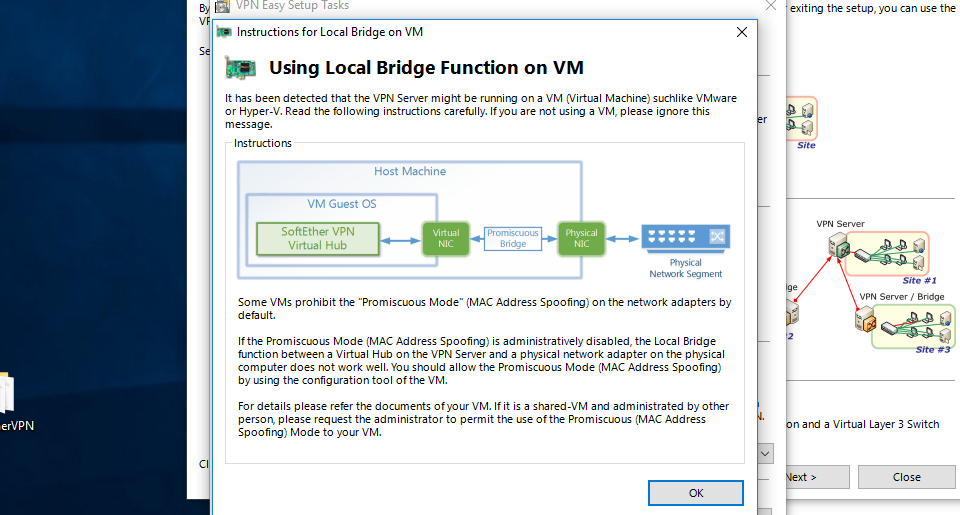 By
VPN Easy Setup Tasks
exiting the setup, you can use the
Instructions for Local Bridge on VM
Using Local Bridge Function on VM
It has been detected that the VPN Server might be running on a VM (Virtual Machine) suchlike VMware
or Hyper-V. Read the following instructions carefully. If you are not using a VM, please ignore this
message.
Instructions
Host Machine
VM Guest OS
SoftEther VPN
Virtual Hub
Virtual
NIC
Promiscuous
Bridge
Physical
NIC
Physical
Network Segment
Some VMs prohibit the "Promiscuous Mode" (MAC Address Spoofing) on the network adapters by
default.
If the Promiscuous Mode (MAC Address Spoofing) is administratively disabled, the Local Bridge
function between a Virtual Hub on the VPN Server and a physical network adapter on the physical
computer does not work well. You should allow the Promiscuous Mode (MAC Address Spoofing)
by using the configuration tool of the VM.
For details please refer the documents of your VM. If it is a shared-VM and administrated by other
person, please request the administrator to permit the use of the Promiscuous (MAC Address
Spoofing) Mode to your VM.
OK
Site
VPN Server
Site #1
VPN Server / Bridge
Site #3
on and a Virtual Layer 3 Switch
Next >
Close
erVPN